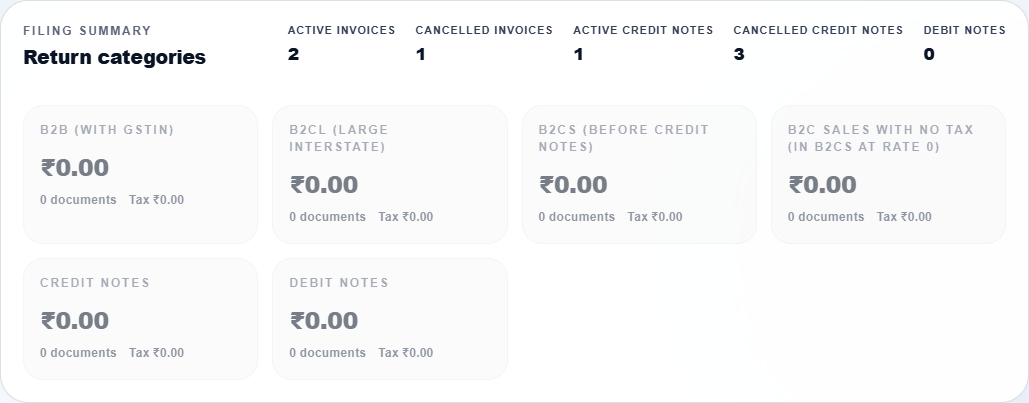 FILING SUMMARY
Return categories
ACTIVE INVOICES
2
CANCELLED INVOICES
1
ACTIVE CREDIT NOTES
1
CANCELLED CREDIT NOTES
3
DEBIT NOTES
0
B2B (WITH GSTIN)
₹0.00
0 documents Tax ₹0.00
B2CL (LARGE
INTERSTATE)
₹0.00
0 documents Tax ₹0.00
B2CS (BEFORE CREDIT
NOTES)
₹0.00
0 documents Tax ₹0.00
B2C SALES WITH NO TAX
(IN B2CS AT RATE 0)
₹0.00
0 documents Tax ₹0.00
CREDIT NOTES
₹0.00
0 documents Tax ₹0.00
DEBIT NOTES
₹0.00
0 documents Tax ₹0.00